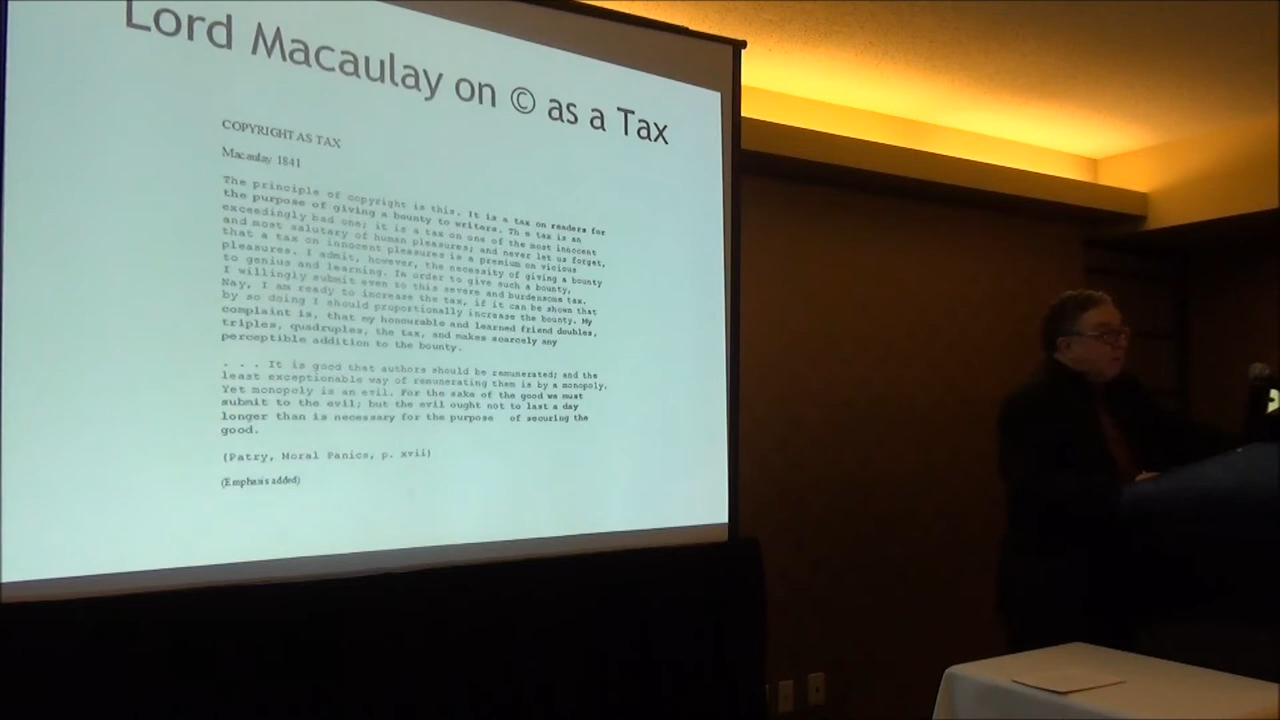 Lord Macaulay on © as a Tax
COPYRIGHT AS TAX
Macaulay 1841
The principle of copyright is this. It is a tax on readers for
the purpose of giving a bounty to writers. Th e tax is an
exceedingly bad one; it is a tax on one of the most innocent
and most salutary of human pleasures; and never let us forget,
that a tax on innocent pleasures is a premium on vicious
pleasures. I admit, however, the necessity of giving a bounty
to genius and learning. In order to give such a bounty,
I willingly submit even to this severe and burdensome tax.
Nay, I am ready to increase the tax, if it can be shown that
by so doing I should proportionally increase the bounty. My
complaint is, that my honourable and learned friend doubles,
triples, quadruples, the tax, and makes scarcely any
perceptible addition to the bounty.
. . . It is good that authors should be remunerated; and the
least exceptionable way of remunerating them is by a monopoly.
Yet monopoly is an evil. For the sake of the good we must
submit to the evil; but the evil ought not to last a day
longer than is necessary for the purpose of securing the
good.
(Patry, Moral Panics, p. xvii)
(Emphasis added)